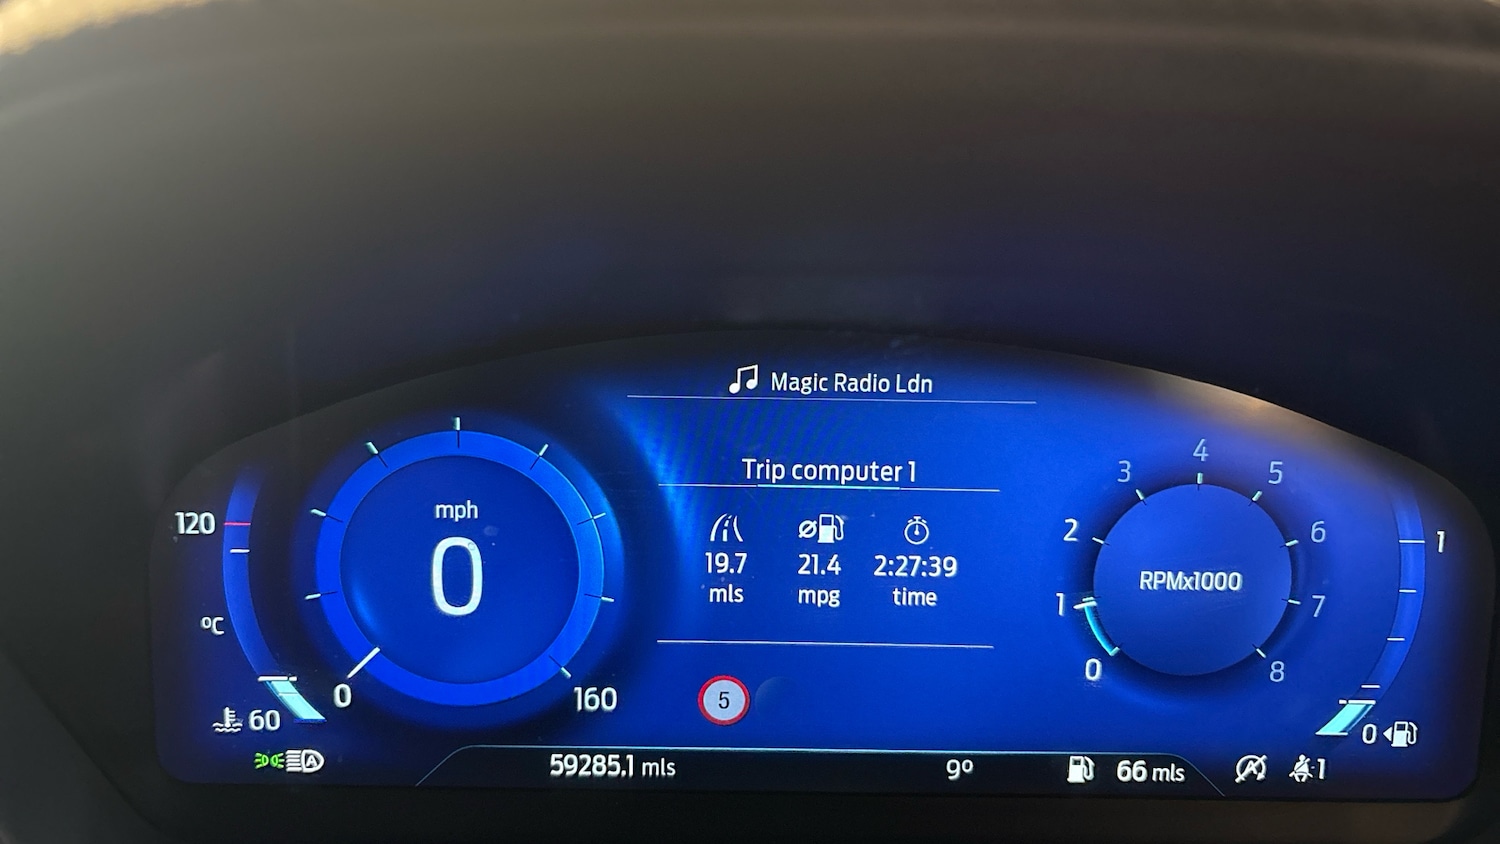 Magic Radio Ldn
Trip computer 1
19.7 21.4 2:27:39
mls mpg time
120
°C
60
mph
0
0 160
5
0 1 2 3 4 5 6 7 8
RPMx1000
1
0
A
59285.1 mls 9° 66 mls A 1